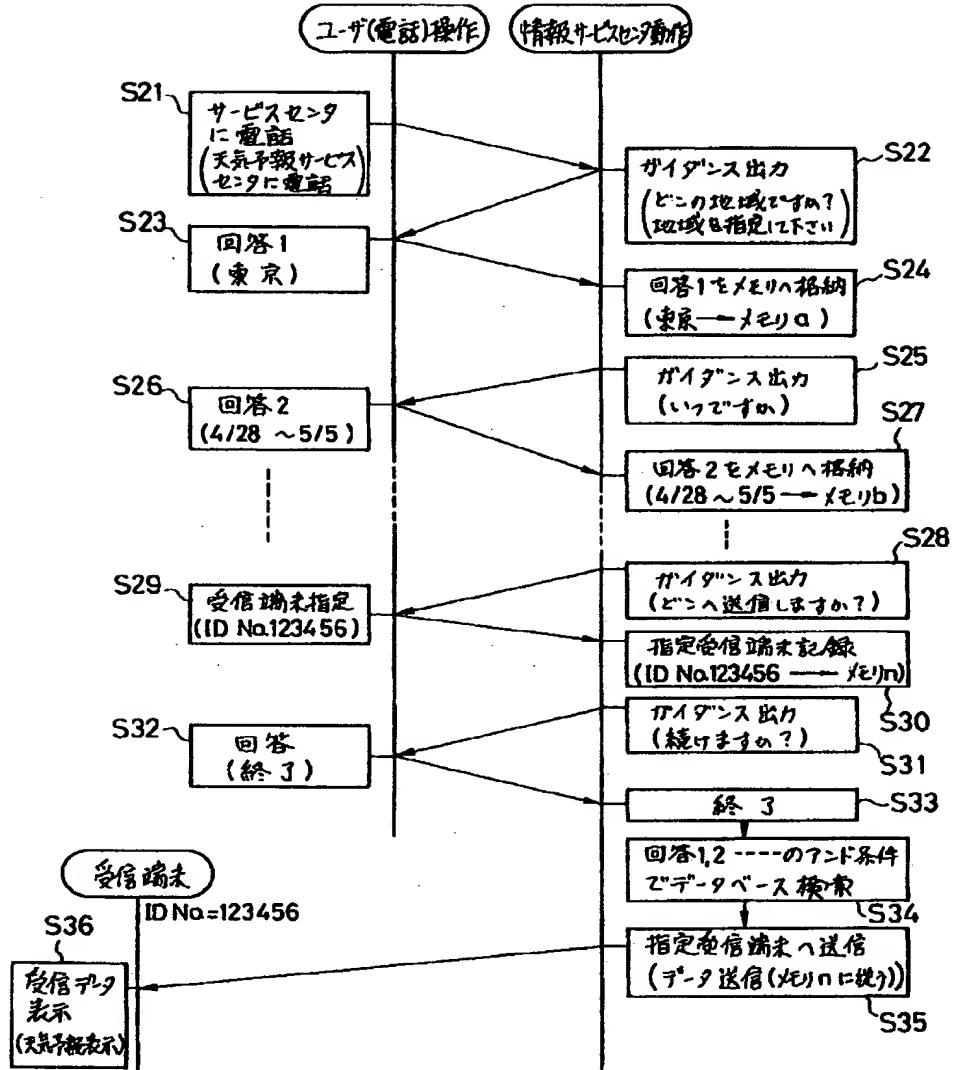 ユーザ(電話)操作
情報サービスセンタ動作
S21
サービスセンタ
に電話
(天気予報サービス
センタに電話)
S22
ガイダンス出力
(どこの地域ですか?
地域を指定して下さい)
S23
回答1
(東京)
S24
回答1をメモリへ格納
(東京→メモリa)
S25
ガイダンス出力
(いつですか)
S26
回答2
(4/28 ~5/5)
S27
回答2をメモリへ格納
(4/28~5/5→メモリb)
S28
ガイダンス出力
(どこへ送信しますか?)
S29
受信端末指定
(ID No.123456)
指定受信端末記録
(ID No.123456 → メモリn)
S30
S32
回答
(終了)
ガイダンス出力
(続けますか?)
S31
終了
S33
回答1,2 ----のアンド条件
でデータベース検索
S34
受信端末
ID No.=123456
指定受信端末へ送信
(データ送信(メモリnに従う))
S35
S36
受信データ
表示
(天気予報表示)